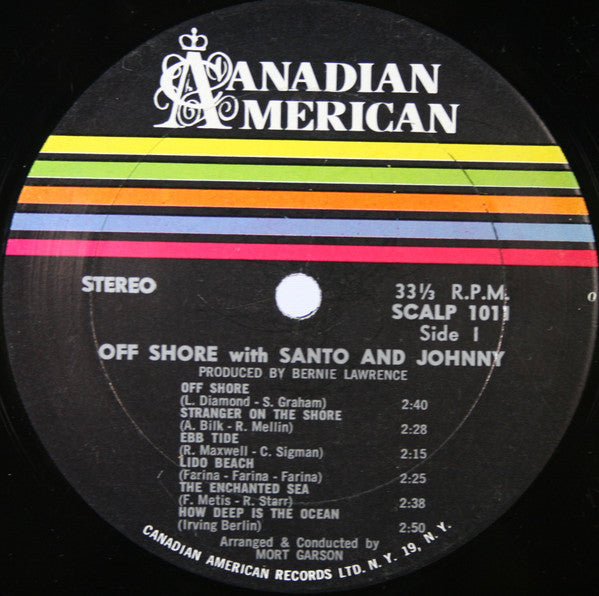 CANADIAN
AMERICAN
STEREO
33⅓ R.P.M.
SCALP 1011
Side 1
OFF SHORE with SANTO AND JOHNNY
PRODUCED BY BERNIE LAWRENCE
OFF SHORE
(L. Diamond - S. Graham) 2:40
STRANGER ON THE SHORE
(A. Bilk - R. Mellin) 2:28
EBB TIDE
(R. Maxwell - C. Sigman) 2:15
LIDO BEACH
(Farina - Farina - Farina) 2:25
THE ENCHANTED SEA
(F. Metis - R. Starr) 2:38
HOW DEEP IS THE OCEAN
(Irving Berlin) 2:50
Arranged & Conducted by
MORT GARSON
CANADIAN AMERICAN RECORDS LTD. N. Y. 19, N. Y.